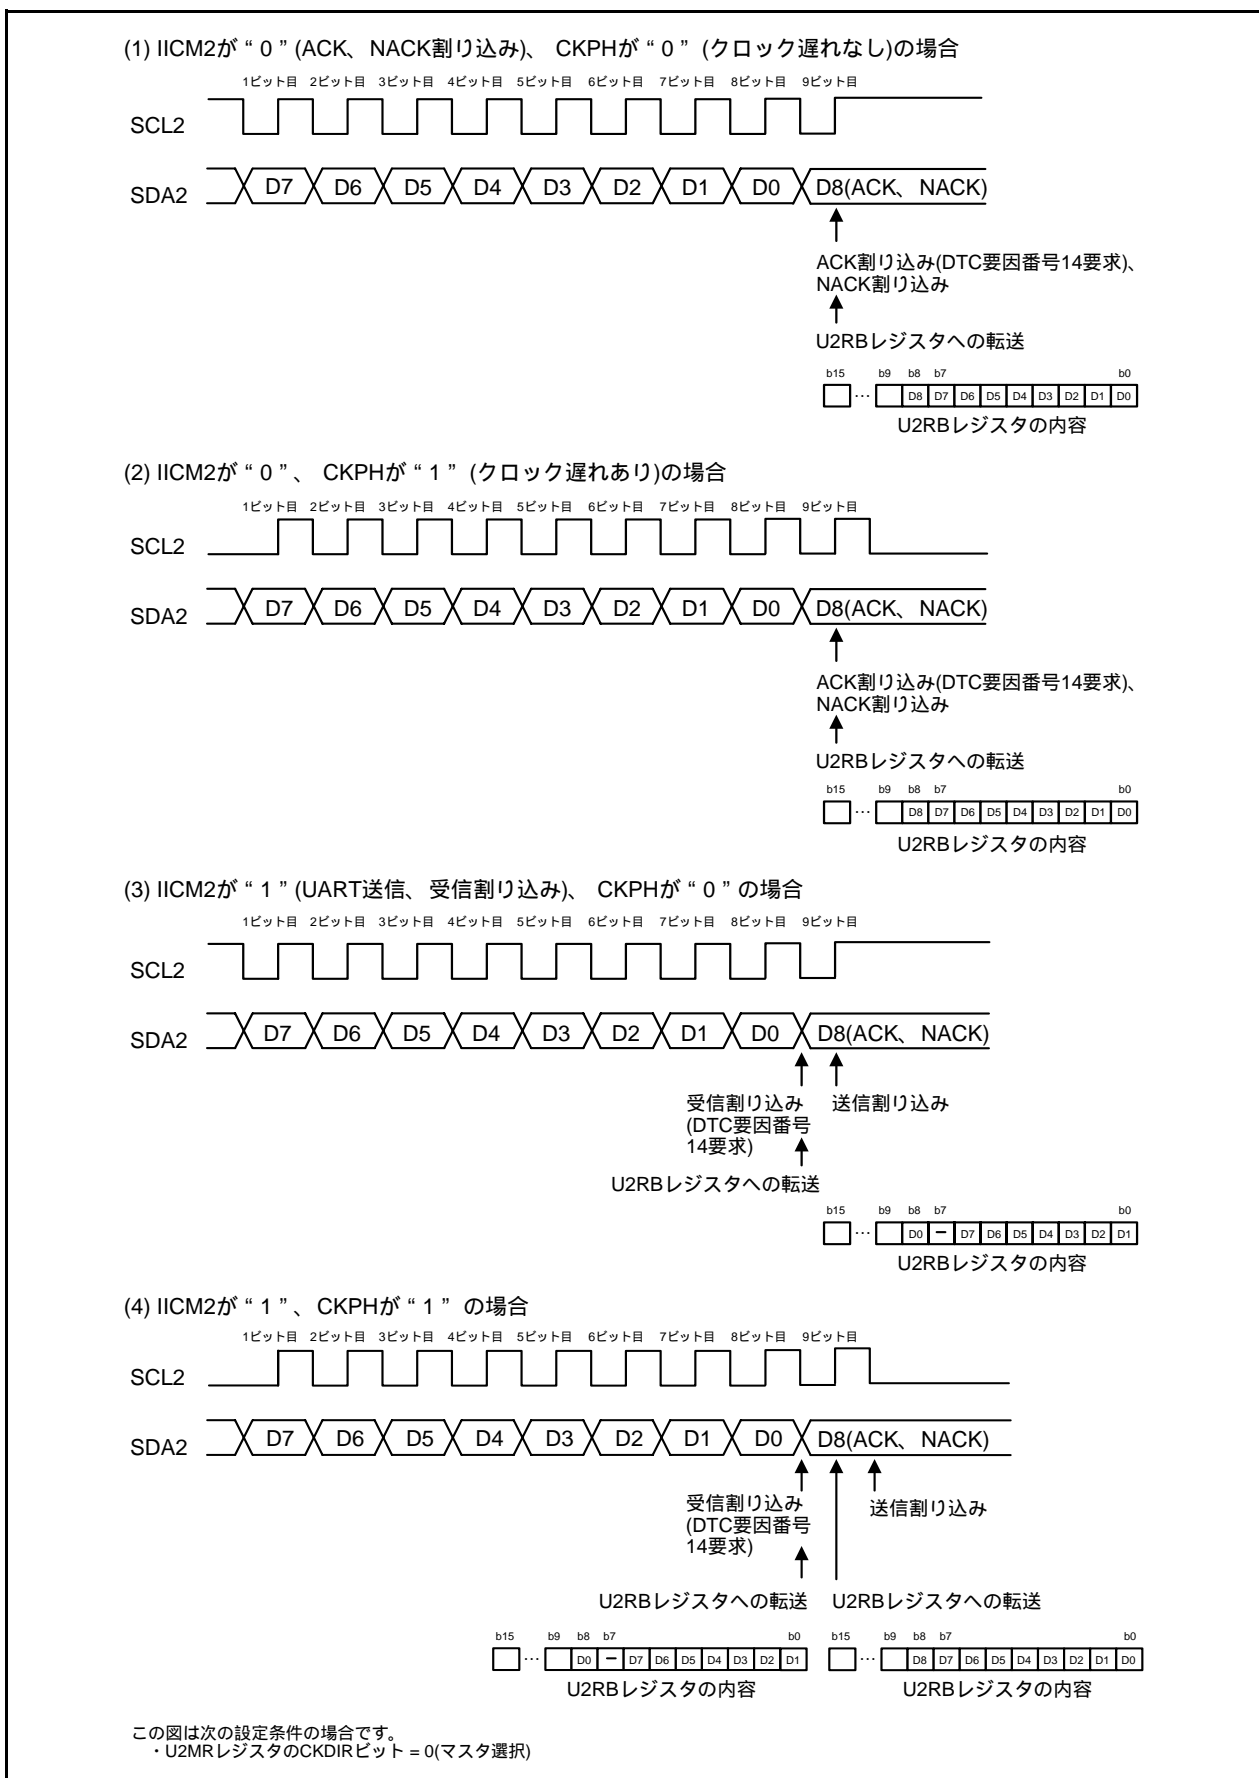 (1) IICM2が“0”(ACK、NACK割り込み)、 CKPHが“0” (クロック遅れなし)の場合
1ビット目 2ビット目 3ビット目 4ビット目 5ビット目 6ビット目 7ビット目 8ビット目 9ビット目
SCL2
SDA2 D7 D6 D5 D4 D3 D2 D1 D0 D8(ACK、 NACK)
ACK割り込み(DTC要因番号14要求)、
NACK割り込み
U2RBレジスタへの転送
b15 b9 b8 b7 b0
… D8 D7 D6 D5 D4 D3 D2 D1 D0
U2RBレジスタの内容
(2) IICM2が“0”、 CKPHが“1” (クロック遅れあり)の場合
1ビット目 2ビット目 3ビット目 4ビット目 5ビット目 6ビット目 7ビット目 8ビット目 9ビット目
SCL2
SDA2 D7 D6 D5 D4 D3 D2 D1 D0 D8(ACK、 NACK)
ACK割り込み(DTC要因番号14要求)、
NACK割り込み
U2RBレジスタへの転送
b15 b9 b8 b7 b0
… D8 D7 D6 D5 D4 D3 D2 D1 D0
U2RBレジスタの内容
(3) IICM2が“1”(UART送信、受信割り込み)、 CKPHが“0”の場合
1ビット目 2ビット目 3ビット目 4ビット目 5ビット目 6ビット目 7ビット目 8ビット目 9ビット目
SCL2
SDA2 D7 D6 D5 D4 D3 D2 D1 D0 D8(ACK、 NACK)
受信割り込み 送信割り込み
(DTC要因番号
14要求)
U2RBレジスタへの転送
b15 b9 b8 b7 b0
… D0 − D7 D6 D5 D4 D3 D2 D1
U2RBレジスタの内容
(4) IICM2が“1”、 CKPHが“1” の場合
1ビット目 2ビット目 3ビット目 4ビット目 5ビット目 6ビット目 7ビット目 8ビット目 9ビット目
SCL2
SDA2 D7 D6 D5 D4 D3 D2 D1 D0 D8(ACK、 NACK)
受信割り込み 送信割り込み
(DTC要因番号
14要求)
U2RBレジスタへの転送 U2RBレジスタへの転送
b15 b9 b8 b7 b0 b15 b9 b8 b7 b0
… D0 − D7 D6 D5 D4 D3 D2 D1 … D8 D7 D6 D5 D4 D3 D2 D1 D0
U2RBレジスタの内容 U2RBレジスタの内容
この図は次の設定条件の場合です。
・U2MRレジスタのCKDIRビット = 0(マスタ選択)